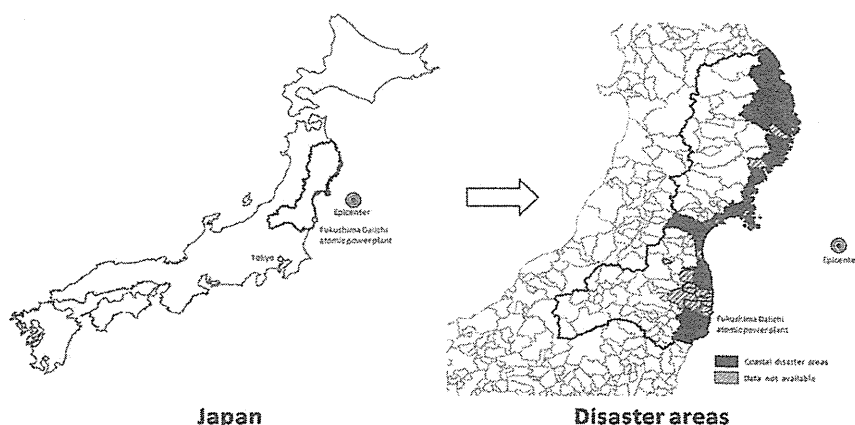 Epicenter
Fukushima Daiichi
atomic power plant
Tokyo
Japan
Epicente
Fukushima Daiichi
atomic power plant
Coastal disaster areas
Data not available
Disaster areas